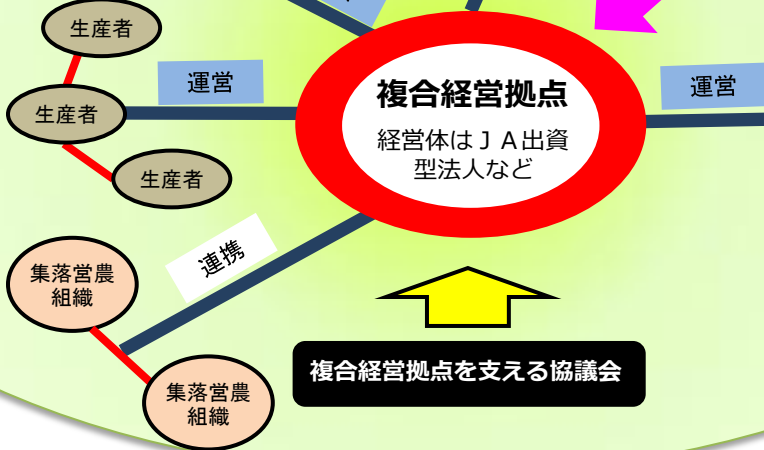 生産者
運営
複合経営拠点
運営
生産者
経営体はＪＡ出資
型法人など
生産者
連携
集落営農
組織
複合経営拠点を支える協議会
集落営農
組織